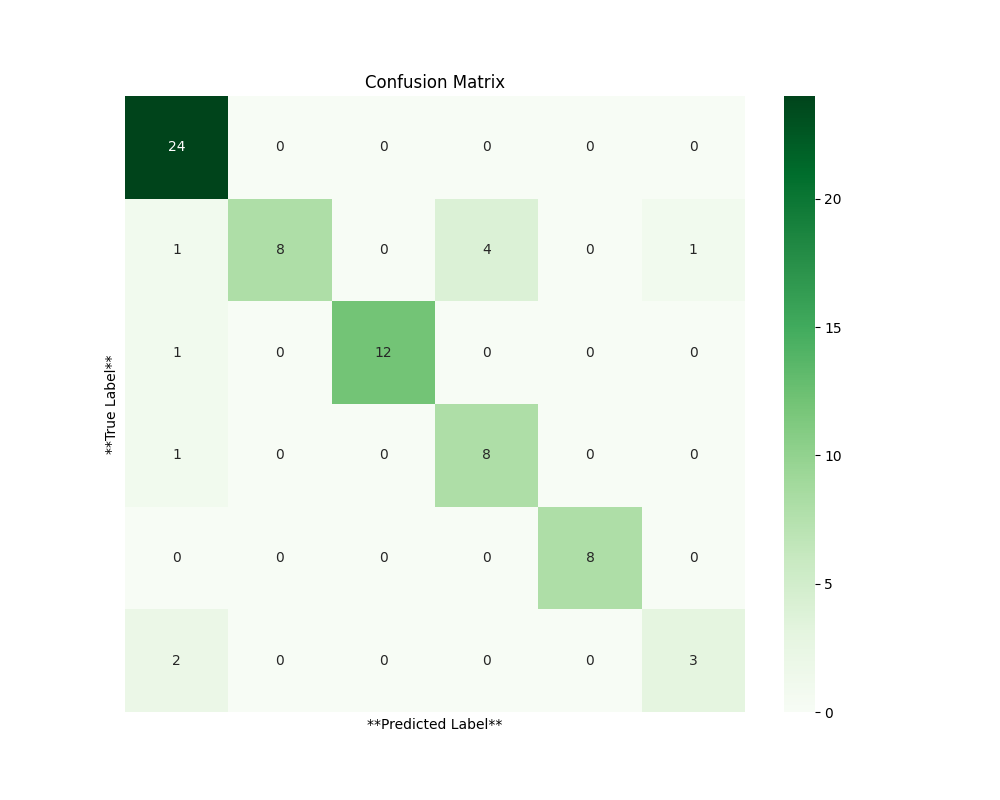 Confusion Matrix
24 0 0 0 0 0
1 8 0 4 0 1
1 0 12 0 0 0
1 0 0 8 0 0
0 0 0 0 8 0
2 0 0 0 0 3
**True Label**
**Predicted Label**
20
15
10
5
0